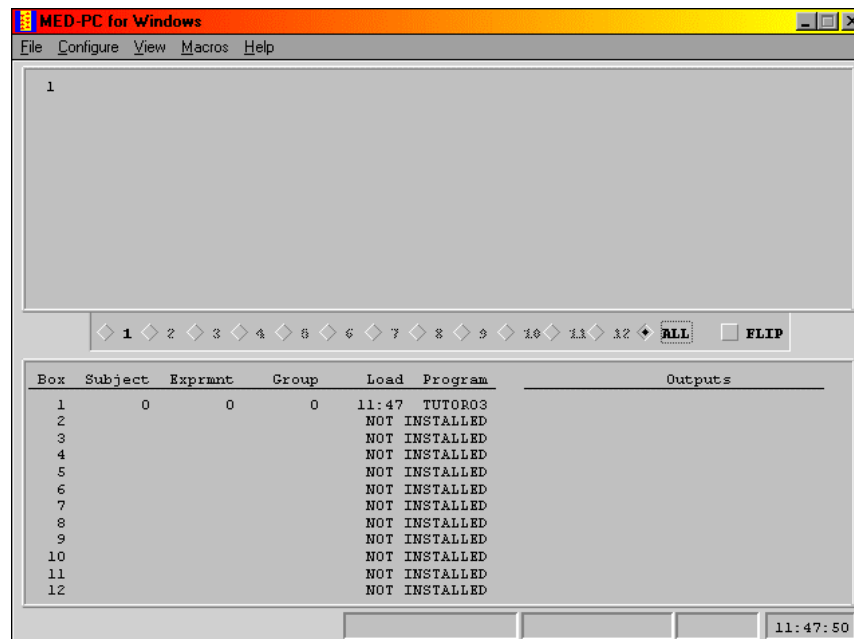 MED-PC for Windows
File Configure View Macros Help
1
1 2 3 4 5 6 7 8 9 10 11 12 ALL FLIP
Box Subject Exprmnt Group Load Program Outputs
1 0 0 0 11:47 TUTOR03
2 NOT INSTALLED
3 NOT INSTALLED
4 NOT INSTALLED
5 NOT INSTALLED
6 NOT INSTALLED
7 NOT INSTALLED
8 NOT INSTALLED
9 NOT INSTALLED
10 NOT INSTALLED
11 NOT INSTALLED
12 NOT INSTALLED
11:47:50